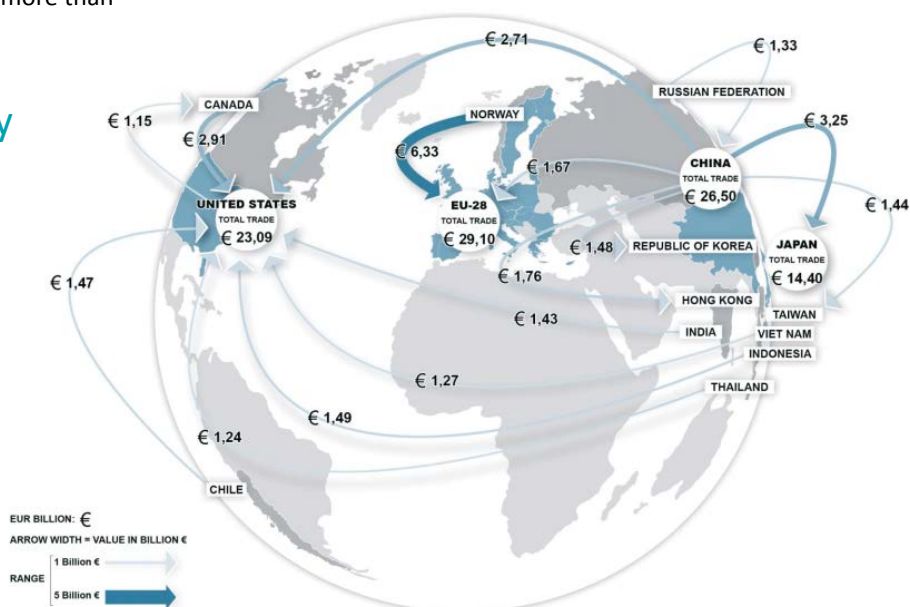 more than
y
€ 2,71
€ 1,33
RUSSIAN FEDERATION
CANADA
€ 1,15
NORWAY
€ 3,25
€ 2,91
€ 6,33
€ 1,67
CHINA
TOTAL TRADE
€ 26,50
UNITED STATES
TOTAL TRADE
€ 23,09
EU-28
TOTAL TRADE
€ 29,10
€ 1,44
€ 1,48
REPUBLIC OF KOREA
JAPAN
TOTAL TRADE
€ 14,40
€ 1,47
€ 1,76
HONG KONG
TAIWAN
€ 1,43
INDIA
VIET NAM
INDONESIA
€ 1,27
THAILAND
€ 1,49
€ 1,24
CHILE
EUR BILLION: €
ARROW WIDTH = VALUE IN BILLION €
RANGE
1 Billion €
5 Billion €